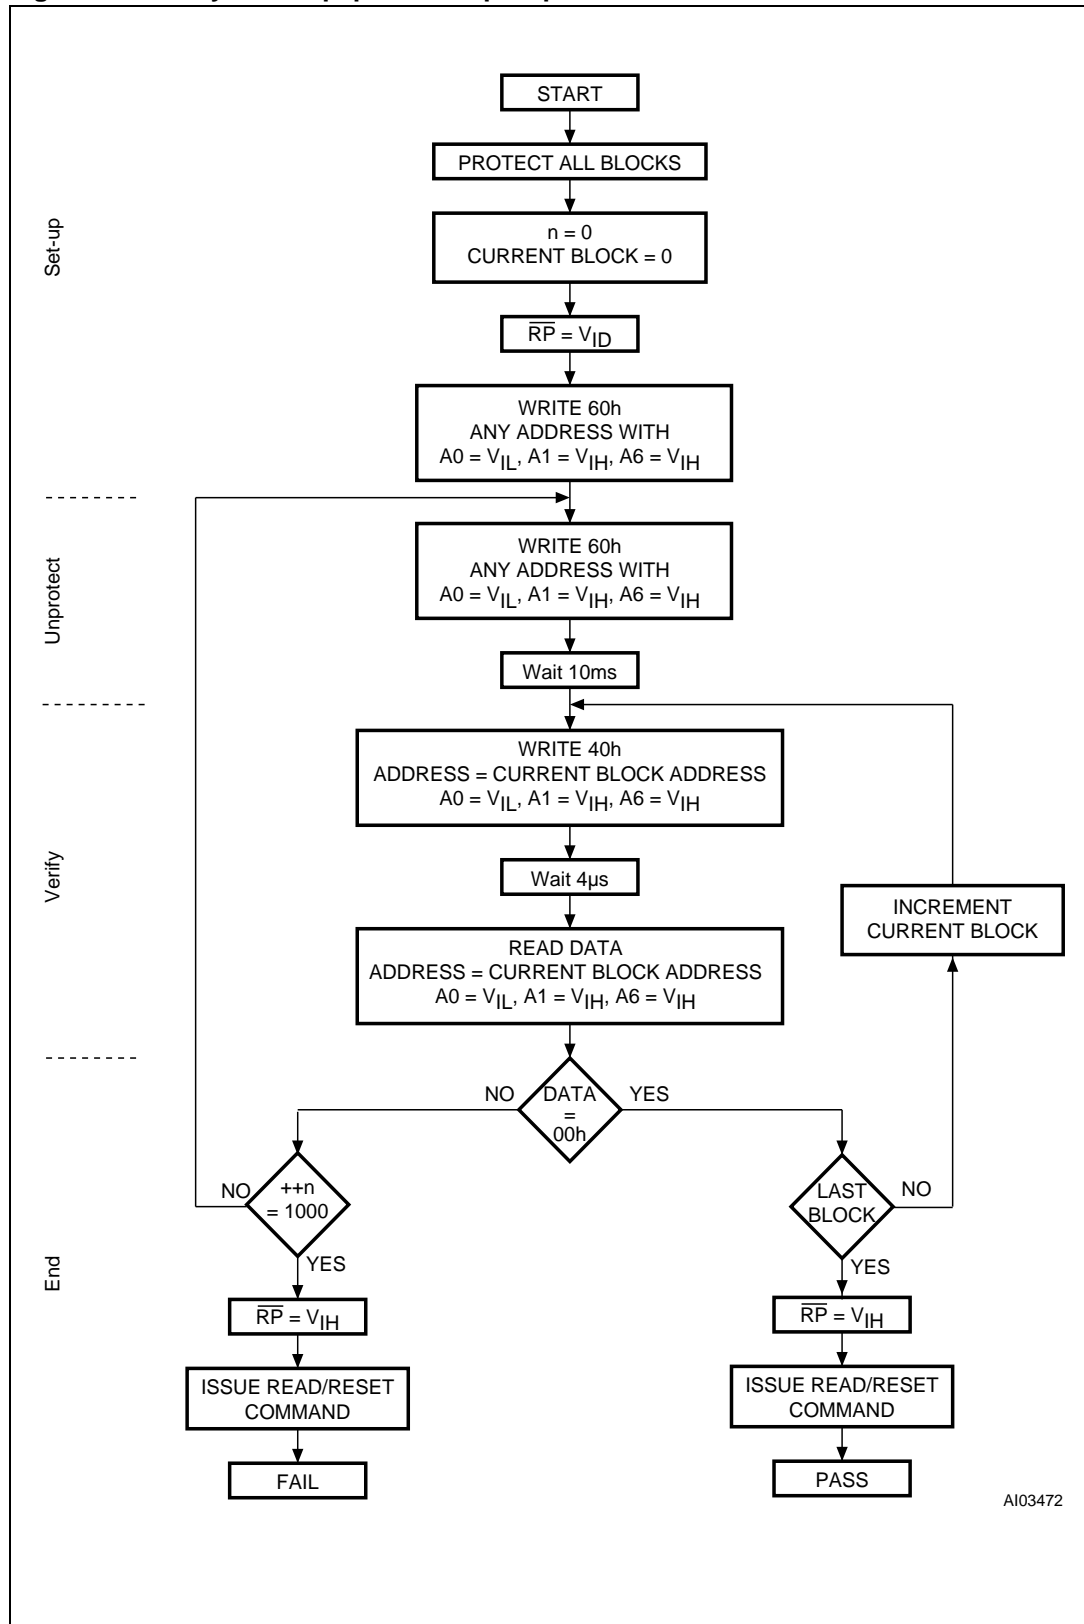 START
PROTECT ALL BLOCKS
Set-up
n = 0
CURRENT BLOCK = 0
RP = VID
WRITE 60h
ANY ADDRESS WITH
A0 = VIL, A1 = VIH, A6 = VIH
Unprotect
WRITE 60h
ANY ADDRESS WITH
A0 = VIL, A1 = VIH, A6 = VIH
Wait 10ms
Verify
WRITE 40h
ADDRESS = CURRENT BLOCK ADDRESS
A0 = VIL, A1 = VIH, A6 = VIH
Wait 4µs
INCREMENT
CURRENT BLOCK
READ DATA
ADDRESS = CURRENT BLOCK ADDRESS
A0 = VIL, A1 = VIH, A6 = VIH
End
NO
DATA
=
00h
YES
NO
++n
= 1000
YES
LAST
BLOCK
NO
YES
RP = VIH
RP = VIH
ISSUE READ/RESET
COMMAND
ISSUE READ/RESET
COMMAND
FAIL
PASS
AI03472